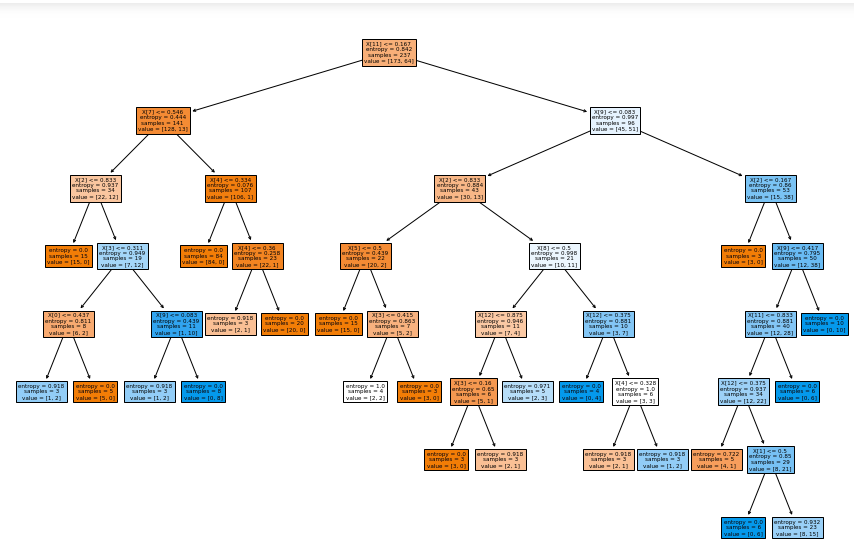 X[11] <= 0.167
entropy = 0.842
samples = 237
value = [173, 64]
X[7] <= 0.546
entropy = 0.444
samples = 141
value = [128, 13]
X[9] <= 0.083
entropy = 0.997
samples = 96
value = [45, 51]
X[2] <= 0.833
entropy = 0.937
samples = 34
value = [22, 12]
X[4] <= 0.334
entropy = 0.076
samples = 107
value = [106, 1]
X[2] <= 0.833
entropy = 0.884
samples = 43
value = [30, 13]
X[2] <= 0.167
entropy = 0.86
samples = 53
value = [15, 38]
entropy = 0.0
samples = 15
value = [15, 0]
X[3] <= 0.311
entropy = 0.949
samples = 19
value = [7, 12]
entropy = 0.0
samples = 84
value = [84, 0]
X[4] <= 0.36
entropy = 0.258
samples = 23
value = [22, 1]
X[5] <= 0.5
entropy = 0.439
samples = 22
value = [20, 2]
X[8] <= 0.5
entropy = 0.998
samples = 21
value = [10, 11]
entropy = 0.0
samples = 3
value = [3, 0]
X[9] <= 0.417
entropy = 0.795
samples = 50
value = [12, 38]
X[0] <= 0.437
entropy = 0.811
samples = 8
value = [6, 2]
X[9] <= 0.083
entropy = 0.439
samples = 11
value = [1, 10]
entropy = 0.918
samples = 3
value = [2, 1]
entropy = 0.0
samples = 20
value = [20, 0]
entropy = 0.0
samples = 15
value = [15, 0]
X[3] <= 0.415
entropy = 0.863
samples = 7
value = [5, 2]
X[12] <= 0.875
entropy = 0.946
samples = 11
value = [7, 4]
X[12] <= 0.375
entropy = 0.881
samples = 10
value = [3, 7]
X[11] <= 0.833
entropy = 0.881
samples = 40
value = [12, 28]
entropy = 0.0
samples = 10
value = [0, 10]
entropy = 0.918
samples = 3
value = [1, 2]
entropy = 0.0
samples = 5
value = [5, 0]
entropy = 0.918
samples = 3
value = [1, 2]
entropy = 0.0
samples = 8
value = [0, 8]
entropy = 1.0
samples = 4
value = [2, 2]
entropy = 0.0
samples = 3
value = [3, 0]
X[3] <= 0.16
entropy = 0.65
samples = 6
value = [5, 1]
entropy = 0.971
samples = 5
value = [2, 3]
entropy = 0.0
samples = 4
value = [0, 4]
X[4] <= 0.328
entropy = 1.0
samples = 6
value = [3, 3]
X[12] <= 0.375
entropy = 0.937
samples = 34
value = [12, 22]
entropy = 0.0
samples = 6
value = [0, 6]
entropy = 0.0
samples = 3
value = [3, 0]
entropy = 0.918
samples = 3
value = [2, 1]
entropy = 0.918
samples = 3
value = [2, 1]
entropy = 0.918
samples = 3
value = [1, 2]
entropy = 0.722
samples = 5
value = [4, 1]
X[1] <= 0.5
entropy = 0.85
samples = 29
value = [8, 21]
entropy = 0.0
samples = 6
value = [0, 6]
entropy = 0.932
samples = 23
value = [8, 15]